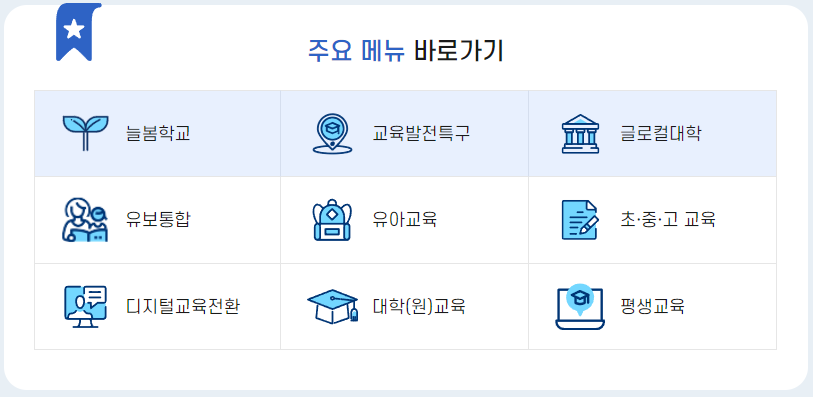 주요 메뉴 바로가기
늘봄학교
교육발전특구
글로컬대학
유보통합
유아교육
초·중·고 교육
디지털교육전환
대학(원)교육
평생교육